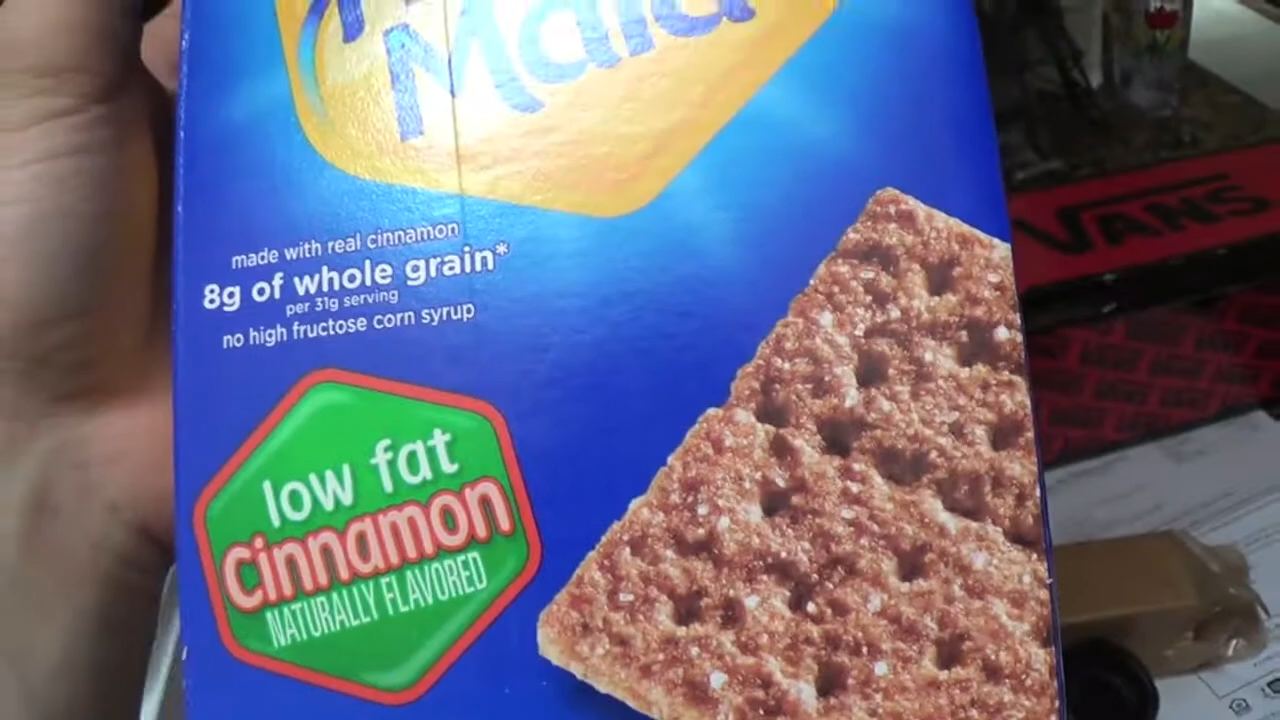 Maid
made with real cinnamon
8g of whole grain*
per 31g serving
no high fructose corn syrup
low fat
cinnamon
NATURALLY FLAVORED
VANS